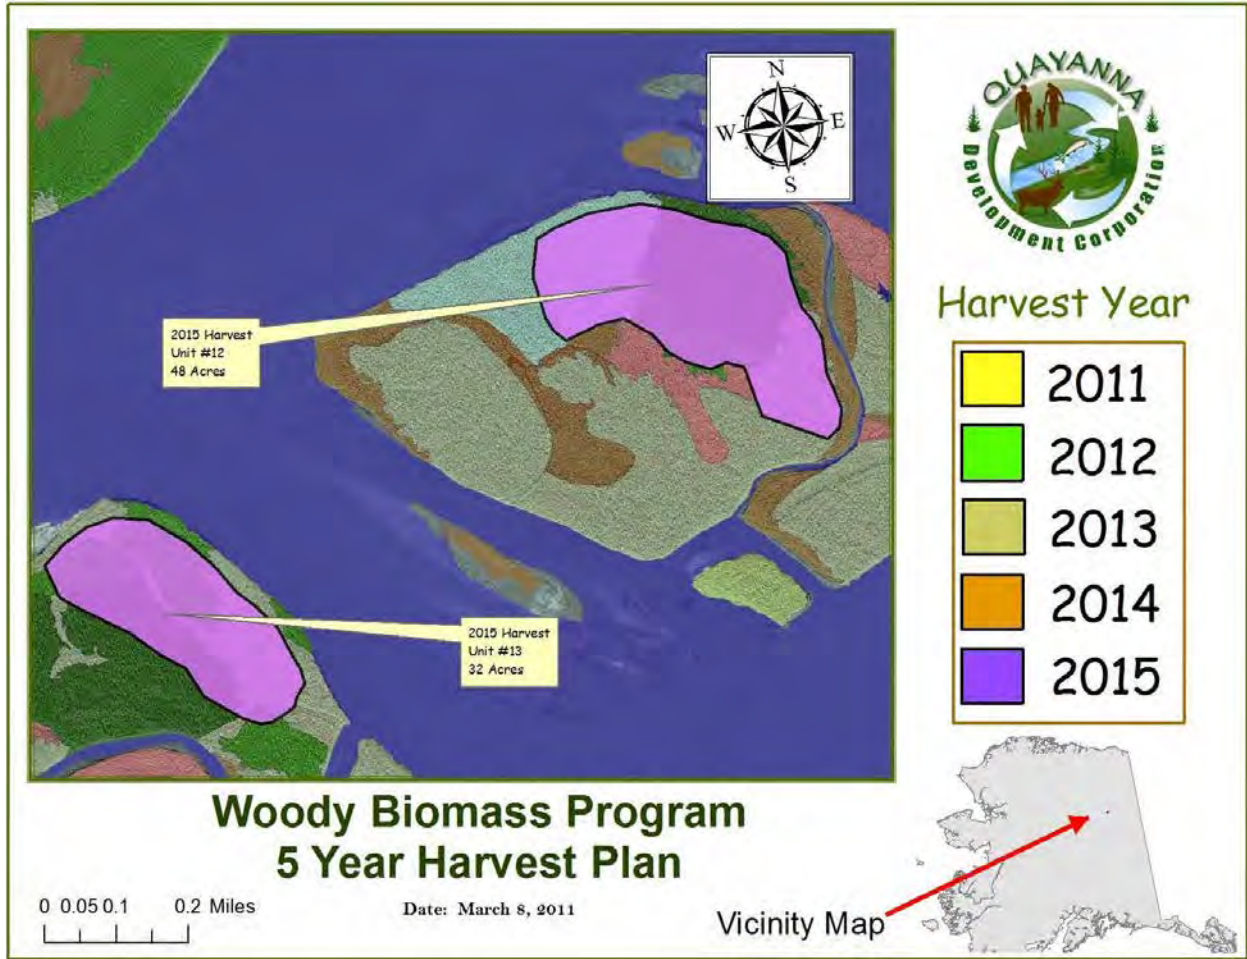 N
W E
S
QUAYANNA
Development Corporation
2015 Harvest
Unit #12
48 Acres
2015 Harvest
Unit #13
32 Acres
Harvest Year
2011
2012
2013
2014
2015
Woody Biomass Program
5 Year Harvest Plan
Date: March 8, 2011
0 0.05 0.1 0.2 Miles
Vicinity Map